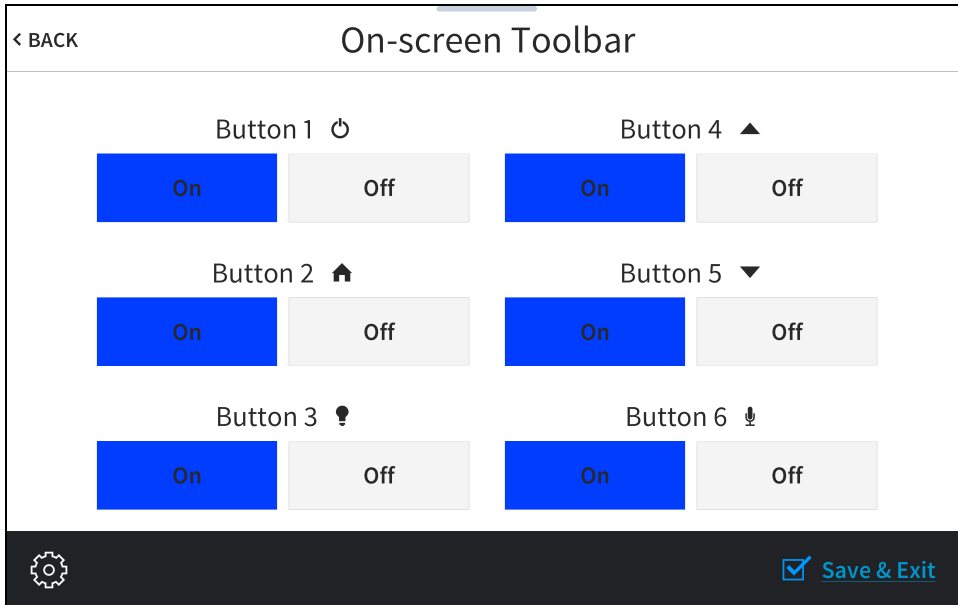 < BACK
On-screen Toolbar
Button 1
On Off
Button 4
On Off
Button 2
On Off
Button 5
On Off
Button 3
On Off
Button 6
On Off
Save & Exit